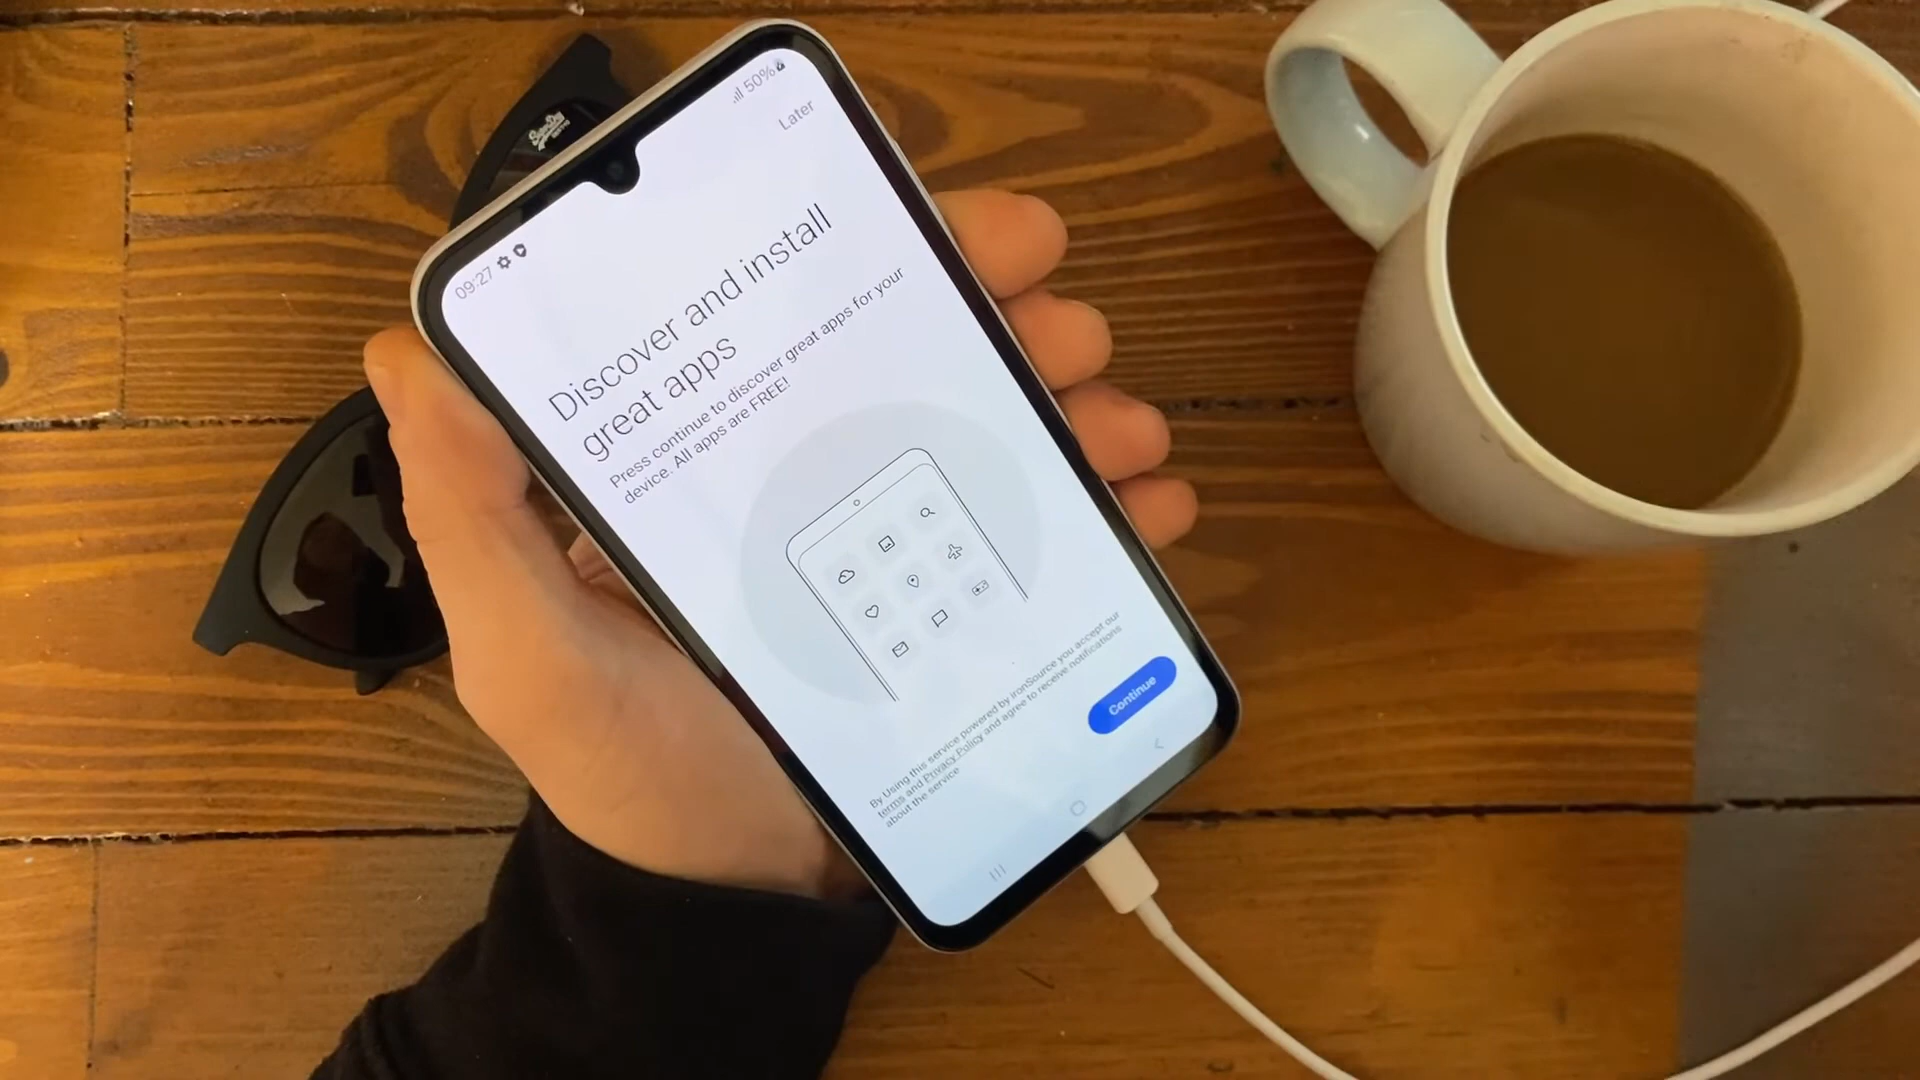 09:27
50%
Later
Discover and install
great apps
Press continue to discover great apps for your
device. All apps are FREE!
By Using this service powered by ironSource you accept our
terms and Privacy Policy and agree to receive notifications
about the service
Continue